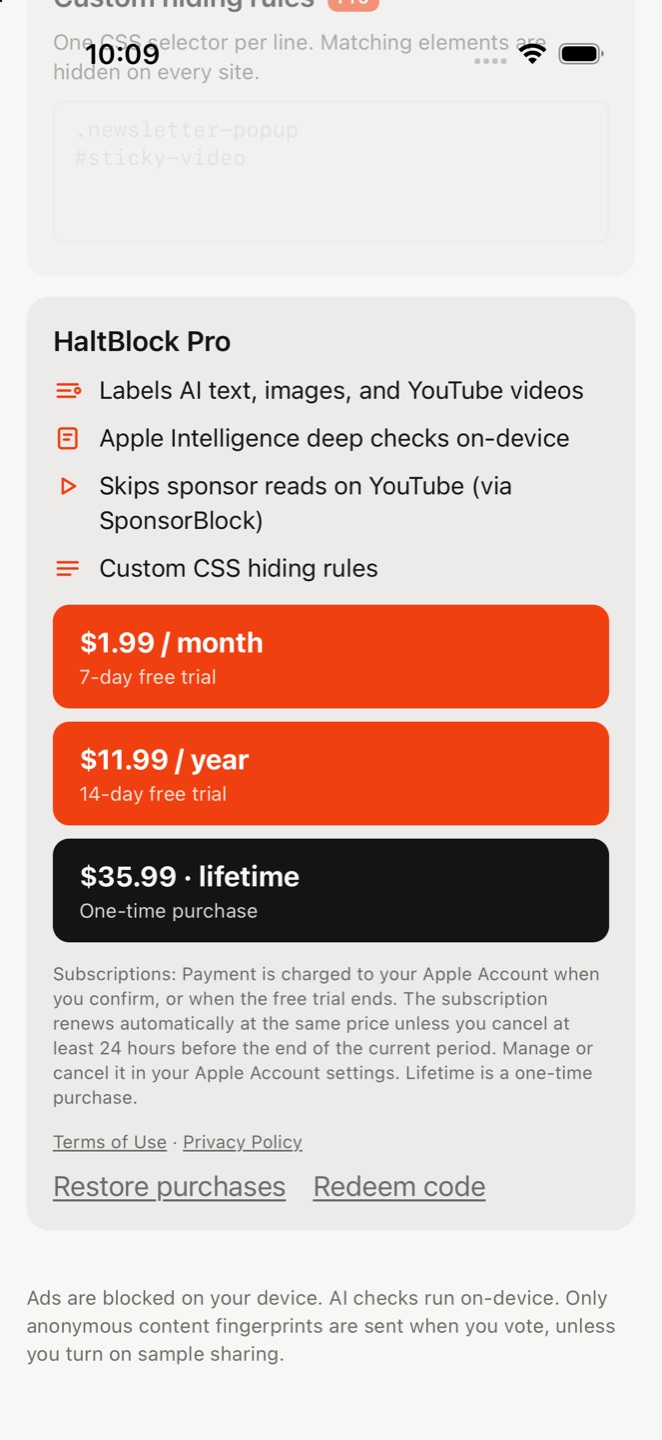 Custom hiding rules Pro
One CSS selector per line. Matching elements are
10:09
hidden on every site.
.newsletter-popup
#sticky-video
HaltBlock Pro
Labels AI text, images, and YouTube videos
Apple Intelligence deep checks on-device
Skips sponsor reads on YouTube (via
SponsorBlock)
Custom CSS hiding rules
$1.99 / month
7-day free trial
$11.99 / year
14-day free trial
$35.99 · lifetime
One-time purchase
Subscriptions: Payment is charged to your Apple Account when
you confirm, or when the free trial ends. The subscription
renews automatically at the same price unless you cancel at
least 24 hours before the end of the current period. Manage or
cancel it in your Apple Account settings. Lifetime is a one-time
purchase.
Terms of Use · Privacy Policy
Restore purchases Redeem code
Ads are blocked on your device. AI checks run on-device. Only
anonymous content fingerprints are sent when you vote, unless
you turn on sample sharing.